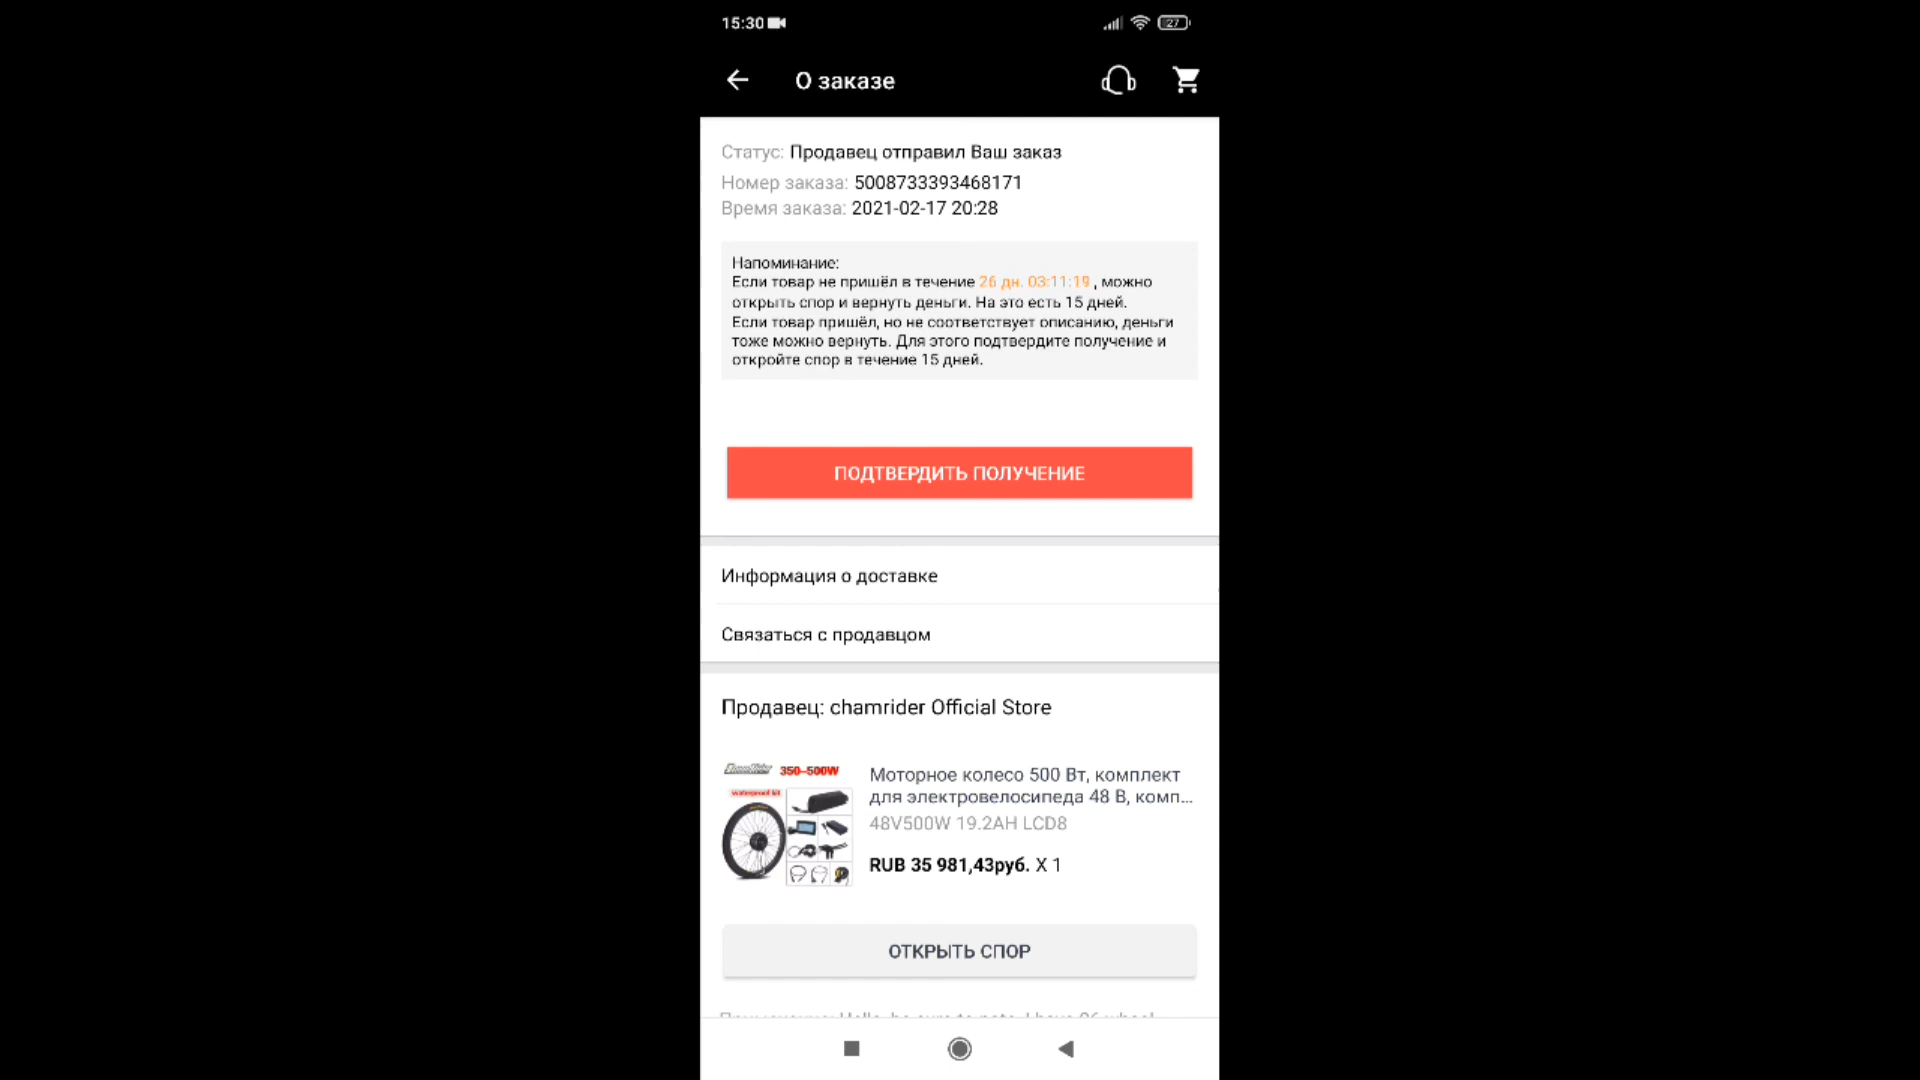 15:30
27
О заказе
Статус: Продавец отправил Ваш заказ
Номер заказа: 5008733393468171
Время заказа: 2021-02-17 20:28
Напоминание:
Если товар не пришёл в течение 26 дн. 03:11:19 , можно
открыть спор и вернуть деньги. На это есть 15 дней.
Если товар пришёл, но не соответствует описанию, деньги
тоже можно вернуть. Для этого подтвердите получение и
откройте спор в течение 15 дней.
ПОДТВЕРДИТЬ ПОЛУЧЕНИЕ
Информация о доставке
Связаться с продавцом
Продавец: chamrider Official Store
350-500W
waterproof kit
Моторное колесо 500 Вт, комплект
для электровелосипеда 48 В, комп...
48V500W 19.2AH LCD8
RUB 35 981,43руб. X 1
ОТКРЫТЬ СПОР